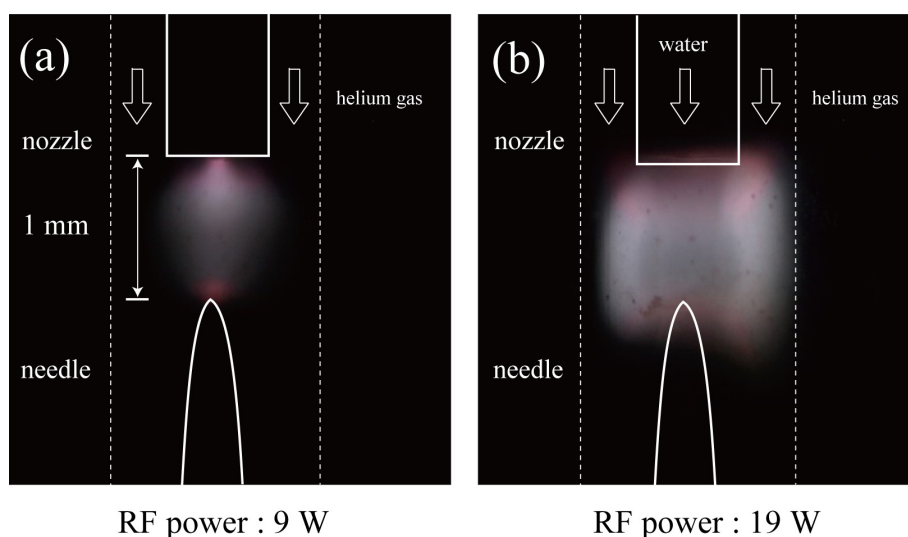 (a)
helium gas
nozzle
1 mm
needle
RF power : 9 W
(b)
water
helium gas
nozzle
needle
RF power : 19 W